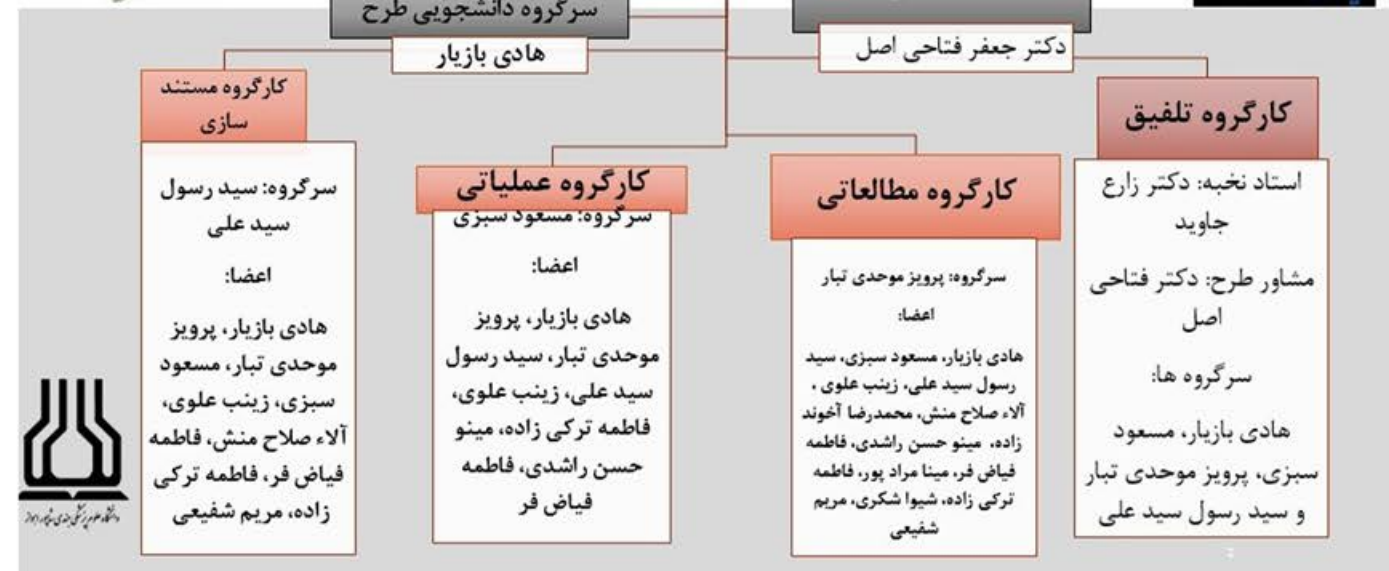 سرگروه دانشجویی طرح
دکتر جعفر فتاحی اصل
هادی بازیار
کارگروه تلفیق
استاد نخبه: دکتر زارع
جاوید
مشاور طرح: دکتر فتاحی
اصل
سرگروه ها:
هادی بازیار، مسعود
سبزی، پرویز موحدی تبار
و سید رسول سید علی
کارگروه مطالعاتی
سرگروه: پرویز موحدی تبار
اعضا:
هادی بازیار، مسعود سبزی، سید
رسول سید علی، زینب علوی ،
آلاء صلاح منش، محمدرضا آخوند
زاده، مینو حسن راشدی، فاطمه
فیاض فر، مینا مراد پور، فاطمه
ترکی زاده، شیوا شکری، مریم
شفیعی
کارگروه عملیاتی
سرگروه: مسعود سبزی
اعضا:
هادی بازیار، پرویز
موحدی تبار، سید رسول
سید علی، زینب علوی،
فاطمه ترکی زاده، مینو
حسن راشدی، فاطمه
فیاض فر
کارگروه مستند
سازی
سرگروه: سید رسول
سید علی
اعضا:
هادی بازیار، پرویز
موحدی تبار، مسعود
سبزی، زینب علوی،
آلاء صلاح منش، فاطمه
فیاض فر، فاطمه ترکی
زاده، مریم شفیعی